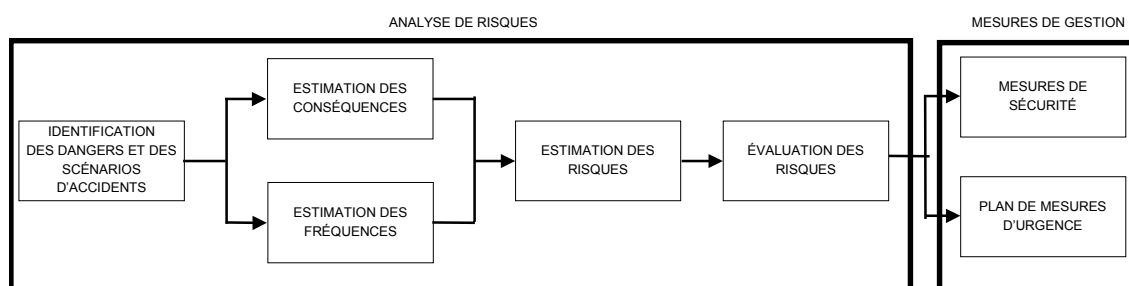 ANALYSE DE RISQUES
MESURES DE GESTION
IDENTIFICATION
DES DANGERS ET DES
SCÉNARIOS
D'ACCIDENTS
ESTIMATION DES
CONSÉQUENCES
ESTIMATION DES
FRÉQUENCES
ESTIMATION DES
RISQUES
ÉVALUATION DES
RISQUES
MESURES DE
SÉCURITÉ
PLAN DE MESURES
D'URGENCE